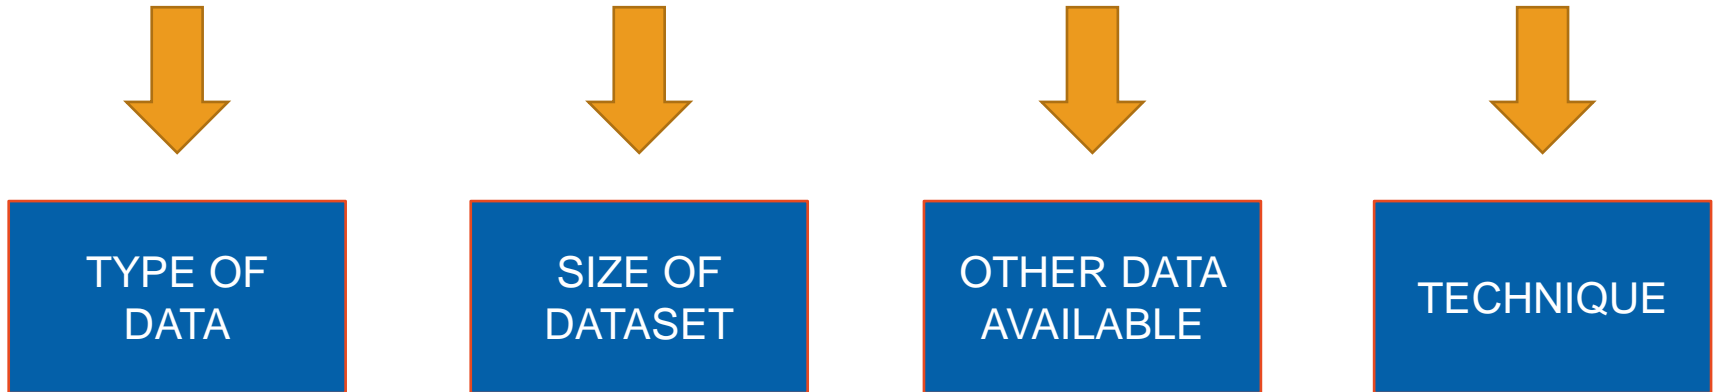 TYPE OF
DATA
SIZE OF
DATASET
OTHER DATA
AVAILABLE
TECHNIQUE